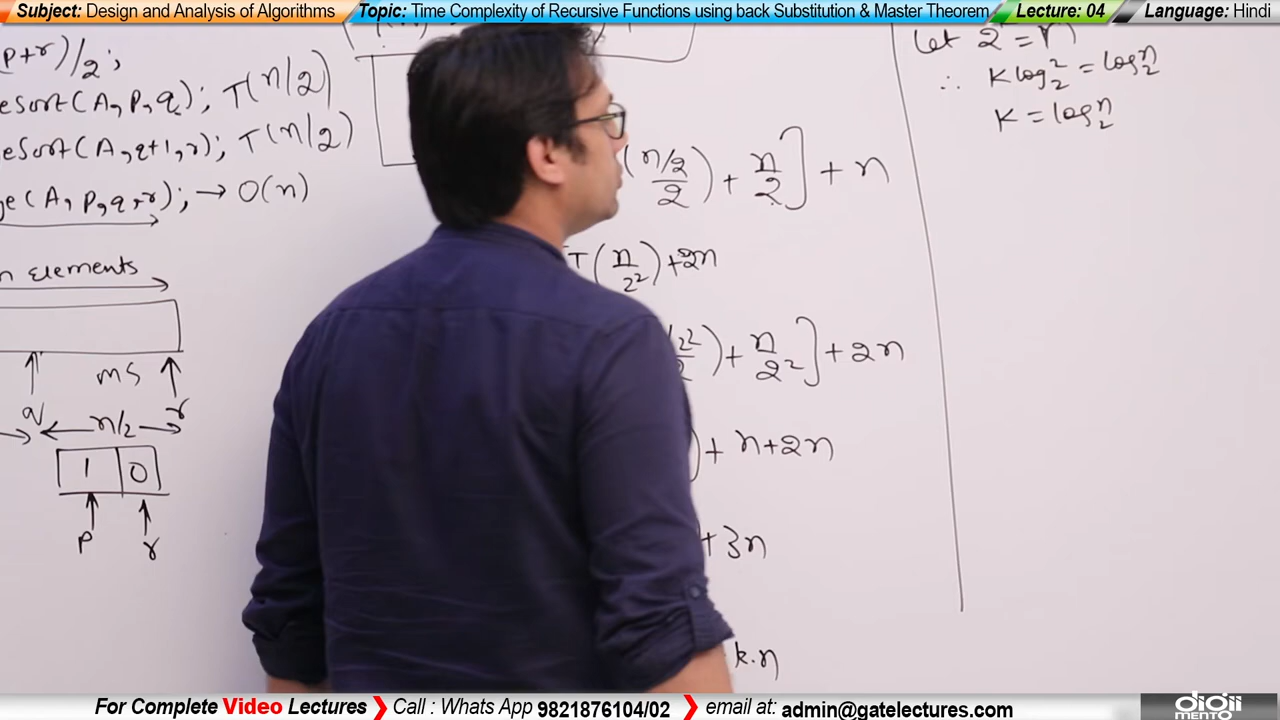 Subject: Design and Analysis of Algorithms Topic: Time Complexity of Recursive Functions using back Substitution & Master Theorem Lecture: 04 Language: Hindi
p+r)/2;
eSort(A, p, q); T(n/2)
eSort(A, q+1, r); T(n/2)
ge(A, p, q, r); → O(n)
n elements
q ms r
n/2
1 0
p r
(n/2/2) + n/2] + n
T(n/2²) + 2n
+ n/2²] + 2n
) + n + 2n
+ 3n
k.n
Let 2 = n
∴ k log₂2 = log₂n
k = log₂n
For Complete Video Lectures Call : Whats App 9821876104/02 email at: admin@gatelectures.com
digii
MENTO